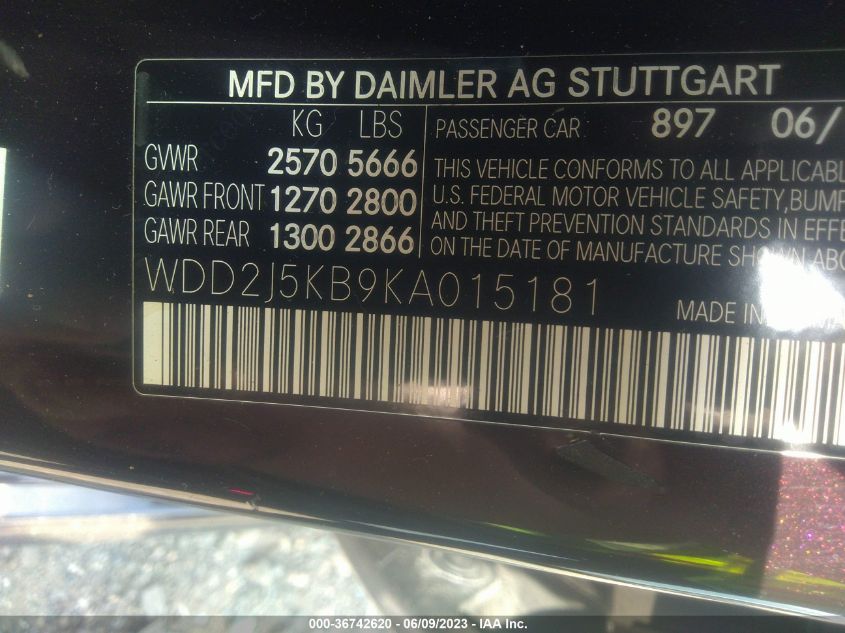 MFD BY DAIMLER AG STUTTGART
KG LBS
GVWR 2570 5666
GAWR FRONT 1270 2800
GAWR REAR 1300 2866
PASSENGER CAR 897 06/
THIS VEHICLE CONFORMS TO ALL APPLICABL
U.S. FEDERAL MOTOR VEHICLE SAFETY, BUMP
AND THEFT PREVENTION STANDARDS IN EFFE
ON THE DATE OF MANUFACTURE SHOWN ABO
WDD2J5KB9KA015181
MADE IN
000-36742620 - 06/09/2023 - IAA Inc.